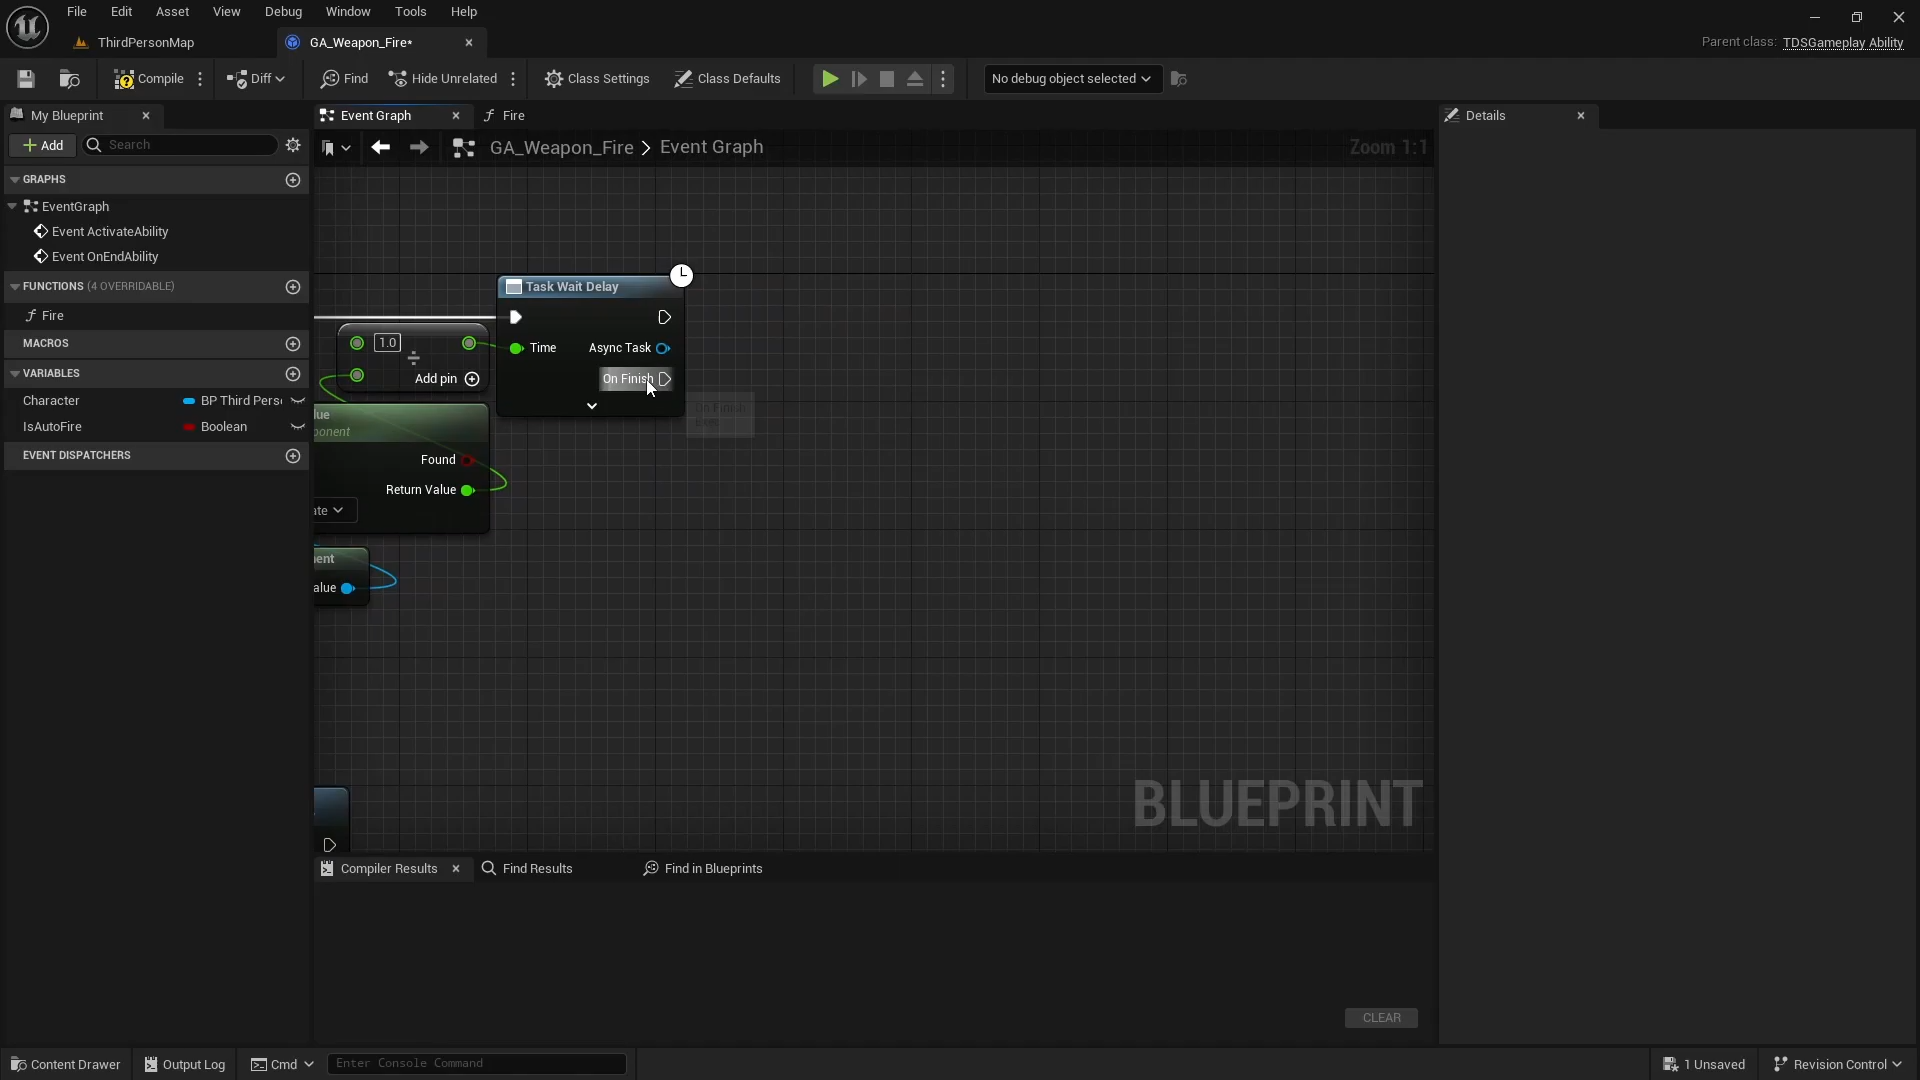 File Edit Asset View Debug Window Tools Help
ThirdPersonMap GA_Weapon_Fire*
Parent class: TDSGameplay Ability
Compile Diff Find Hide Unrelated Class Settings Class Defaults No debug object selected
My Blueprint Event Graph Fire Details
Add Search
GA_Weapon_Fire > Event Graph Zoom 1:1
GRAPHS
EventGraph
Event ActivateAbility
Event OnEndAbility
FUNCTIONS (4 OVERRIDABLE)
Fire
MACROS
VARIABLES
Character BP Third Pers
IsAutoFire Boolean
EVENT DISPATCHERS
Task Wait Delay
1.0
Time Async Task
Add pin
On Finish
On Finish
Exec
lue
ponent
Found
Return Value
ate
nent
alue
BLUEPRINT
Compiler Results Find Results Find in Blueprints
CLEAR
Content Drawer Output Log Cmd Enter Console Command 1 Unsaved Revision Control